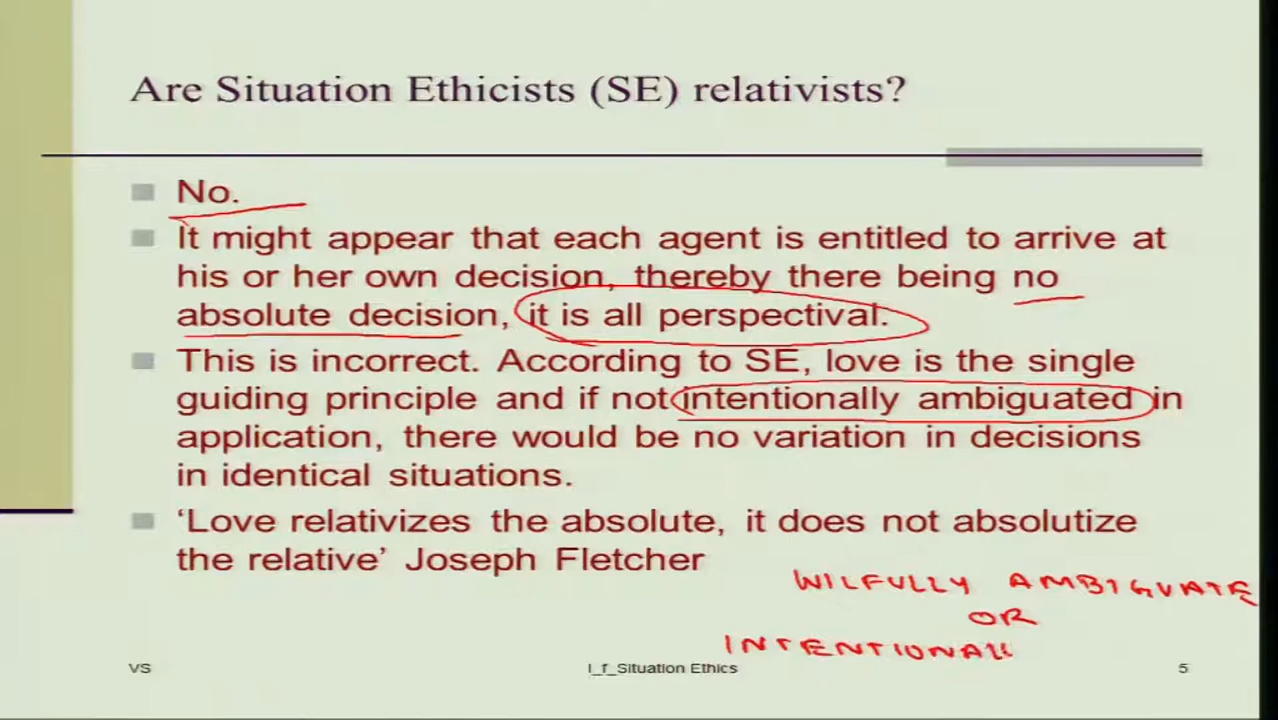 Are Situation Ethicists (SE) relativists?
No.
It might appear that each agent is entitled to arrive at
his or her own decision, thereby there being no
absolute decision, it is all perspectival.
This is incorrect. According to SE, love is the single
guiding principle and if not intentionally ambiguated in
application, there would be no variation in decisions
in identical situations.
‘Love relativizes the absolute, it does not absolutize
the relative’ Joseph Fletcher
WILFULLY AMBIGUATE
OR
INTENTIONALL
VS
I_f_Situation Ethics
5